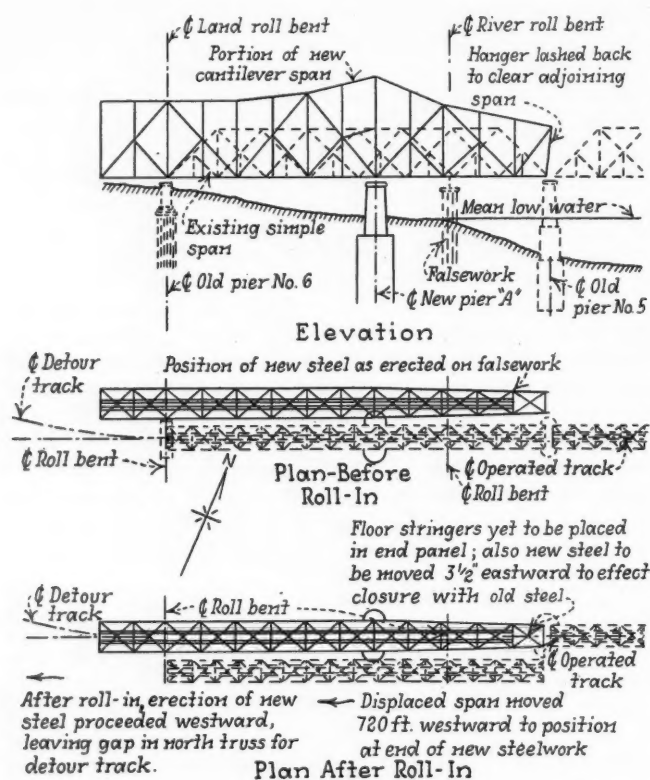 ℄ Land roll bent
℄ River roll bent
Portion of new
cantilever span
Hanger lashed back
to clear adjoining
span
Existing simple
span
Mean low water
℄ Old pier No. 6
Falsework
℄ New pier "A"
℄ Old
pier No. 5
Elevation
℄ Detour
track
Position of new steel as erected on falsework
℄ Roll bent
Plan-Before
Roll-In
℄ Operated track
℄ Roll bent
N
Floor stringers yet to be placed
in end panel; also new steel to
be moved 3½" eastward to effect
closure with old steel
℄ Detour
track
℄ Roll bent
℄ Operated
track
After roll-in, erection of new
steel proceeded westward,
leaving gap in north truss for
detour track.
Displaced span moved
720 ft. westward to position
at end of new steelwork
Plan After Roll-In